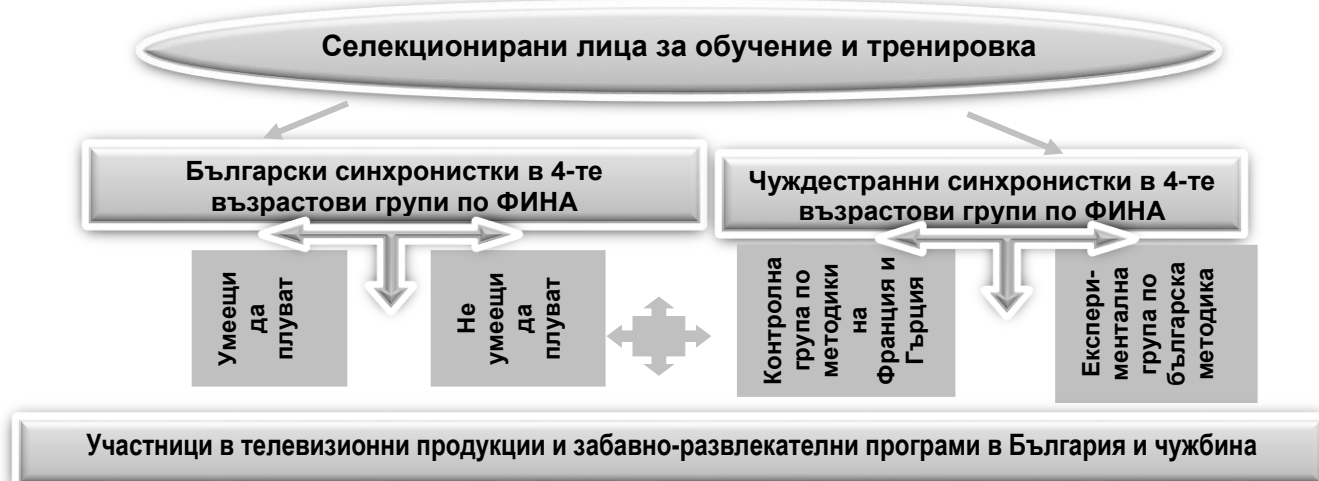 Селекционирани лица за обучение и тренировка
Български синхронистки в 4-те
възрастови групи по ФИНА
Чуждестранни синхронистки в 4-те
възрастови групи по ФИНА
Умеещи
да
плуват
Не
умеещи
да
плуват
Контролна
група по
методики
на
Франция и
Гърция
Експери-
ментална
група по
българска
методика
Участници в телевизионни продукции и забавно-развлекателни програми в България и чужбина